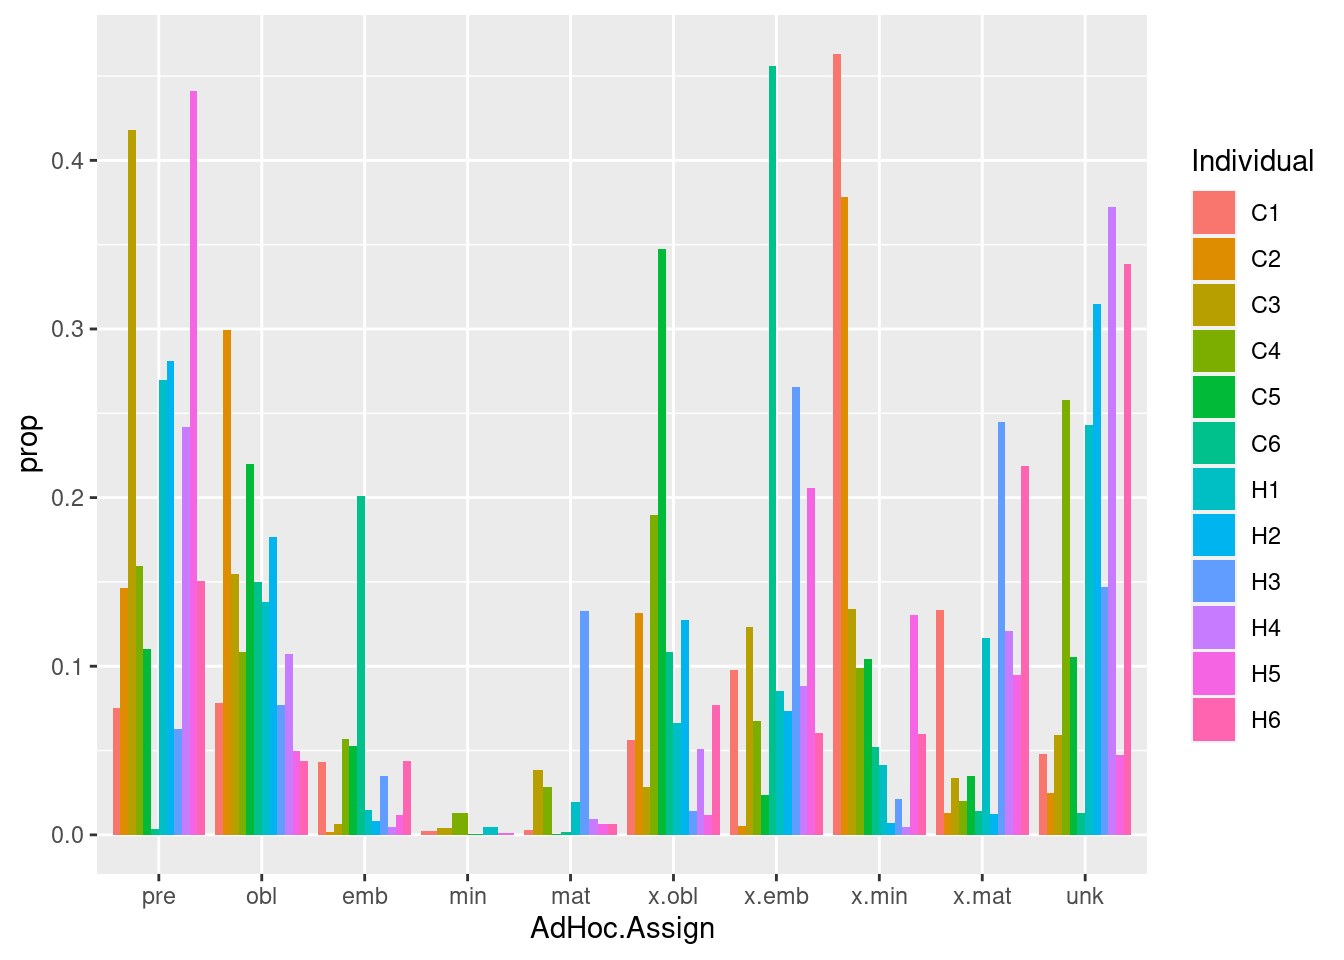 prop
0.4
0.3
0.2
0.1
0.0
pre obl emb min mat x.obl x.emb x.min x.mat unk
AdHoc.Assign
Individual
C1
C2
C3
C4
C5
C6
H1
H2
H3
H4
H5
H6